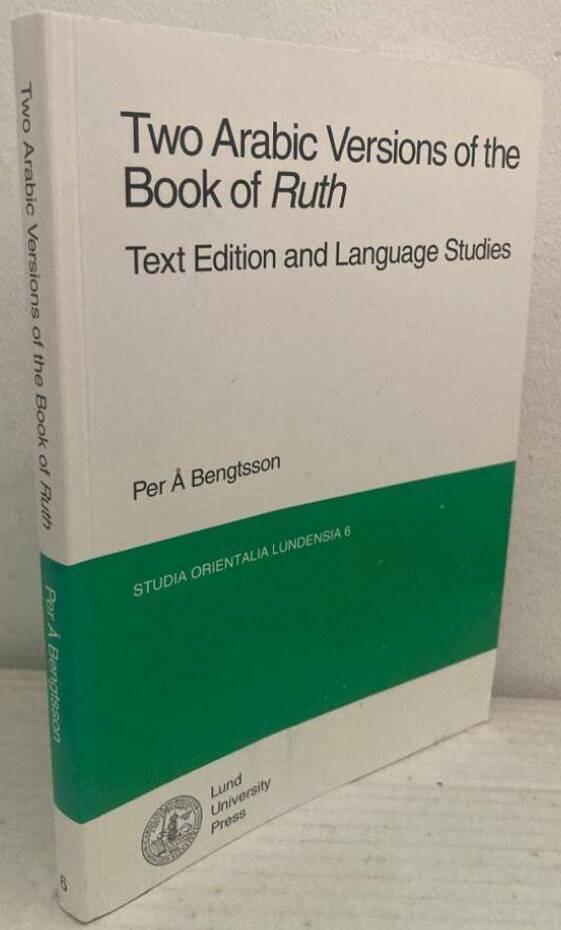 Two Arabic Versions of the
Book of Ruth
Text Edition and Language Studies
Per Å Bengtsson
STUDIA ORIENTALIA LUNDENSIA 6
Lund
University
Press
Two Arabic Versions of the Book of Ruth
Per Å Bengtsson
6